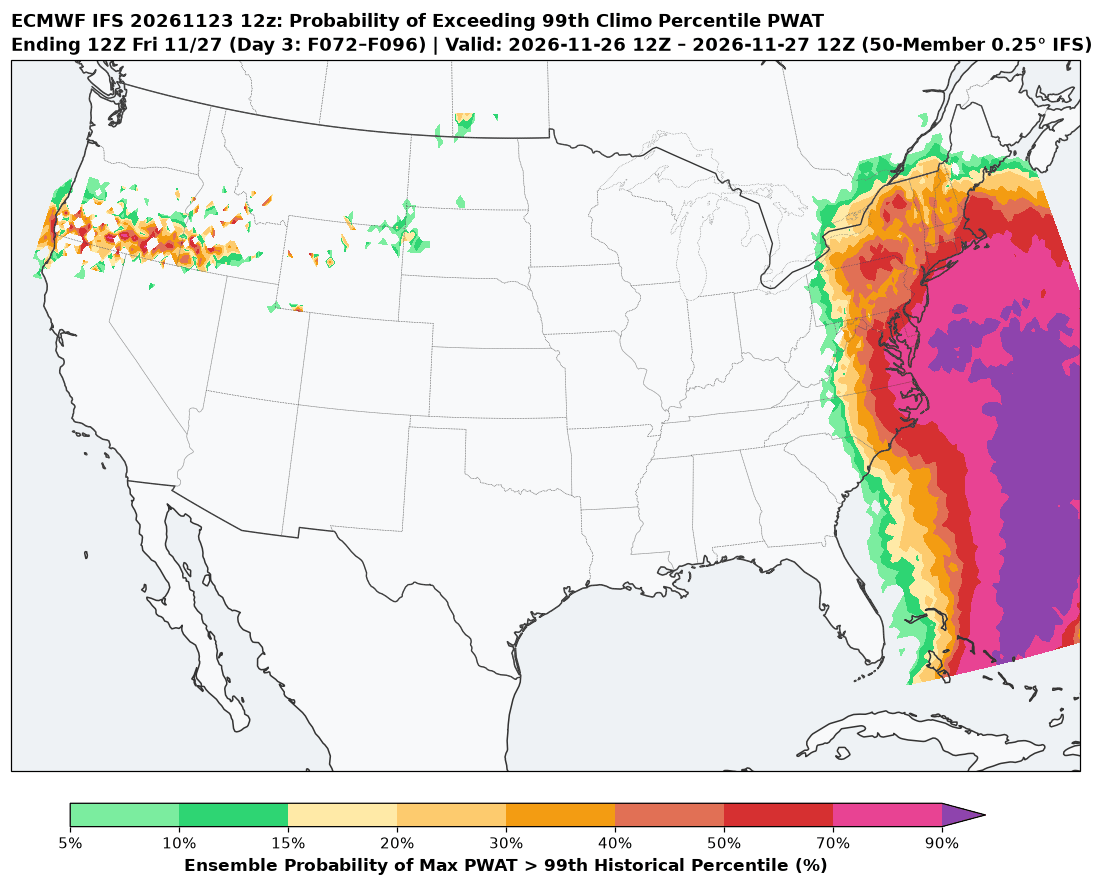 ECMWF IFS 20261123 12z: Probability of Exceeding 99th Climo Percentile PWAT
Ending 12Z Fri 11/27 (Day 3: F072–F096) | Valid: 2026-11-26 12Z – 2026-11-27 12Z (50-Member 0.25° IFS)
5% 10% 15% 20% 30% 40% 50% 70% 90%
Ensemble Probability of Max PWAT > 99th Historical Percentile (%)